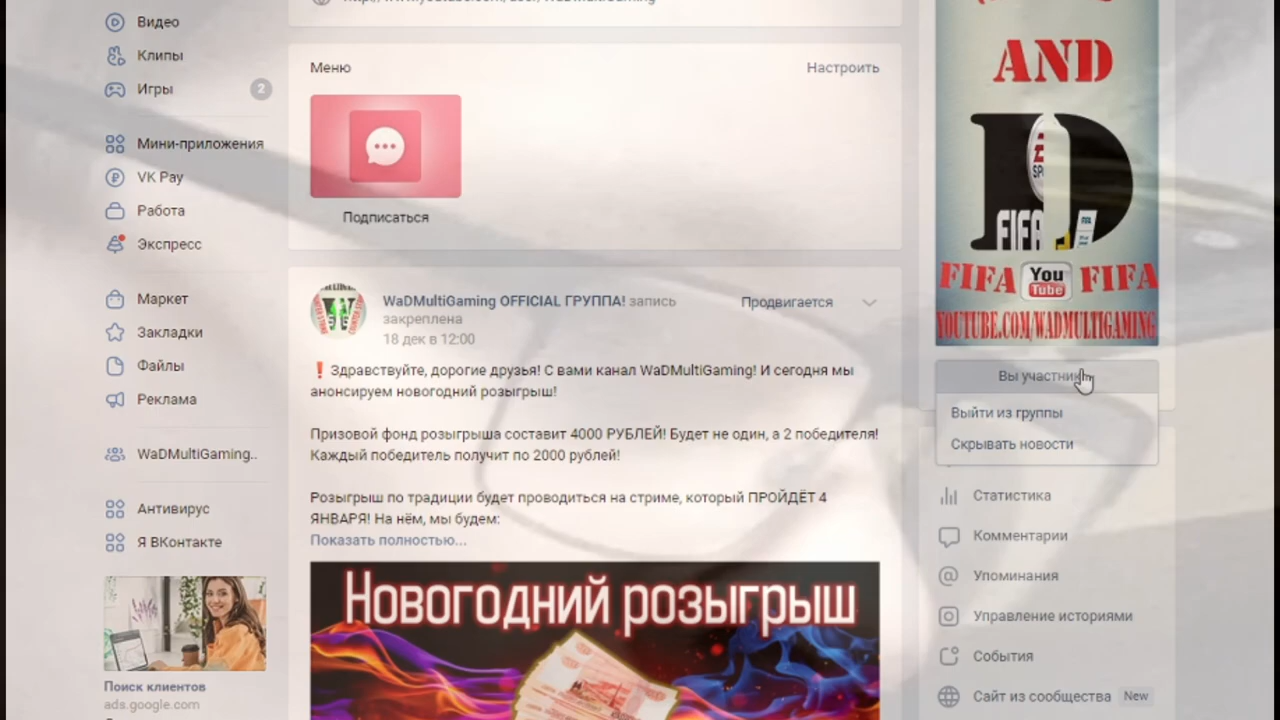 Видео
Клипы
Игры
2
Мини-приложения
VK Pay
Работа
Экспресс
Маркет
Закладки
Файлы
Реклама
WaDMultiGaming..
Антивирус
Я ВКонтакте
Поиск клиентов
ads.google.com
Меню
Настроить
Подписаться
WaDMultiGaming OFFICIAL ГРУППА! запись
закреплена
Продвигается
18 дек в 12:00
❗ Здравствуйте, дорогие друзья! С вами канал WaDMultiGaming! И сегодня мы
анонсируем новогодний розыгрыш!
Призовой фонд розыгрыша составит 4000 РУБЛЕЙ! Будет не один, а 2 победителя!
Каждый победитель получит по 2000 рублей!
Розыгрыш по традиции будет проводиться на стриме, который ПРОЙДЁТ 4
ЯНВАРЯ! На нём, мы будем:
Показать полностью...
Новогодний розыгрыш
AND
D
FIFA
FIFA You Tube FIFA
YOUTUBE.COM/WADMULTIGAMING
Вы участник
Выйти из группы
Скрывать новости
Статистика
Комментарии
Упоминания
Управление историями
События
Сайт из сообщества New